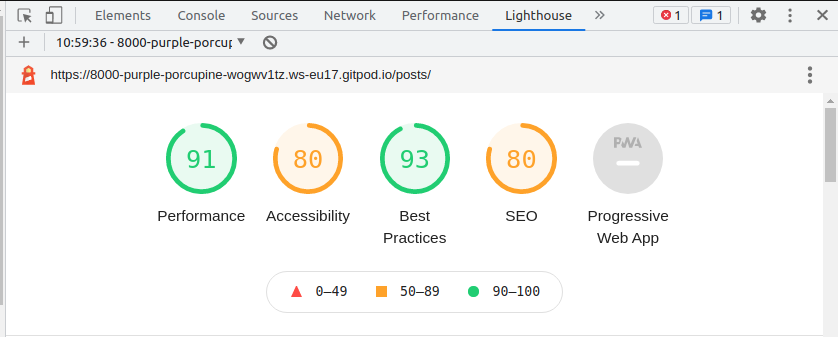 Elements Console Sources Network Performance Lighthouse 1 1
10:59:36 - 8000-purple-porcup
https://8000-purple-porcupine-wogwv1tz.ws-eu17.gitpod.io/posts/
91 80 93 80 PWA
Performance Accessibility Best Practices SEO Progressive Web App
0–49 50–89 90–100